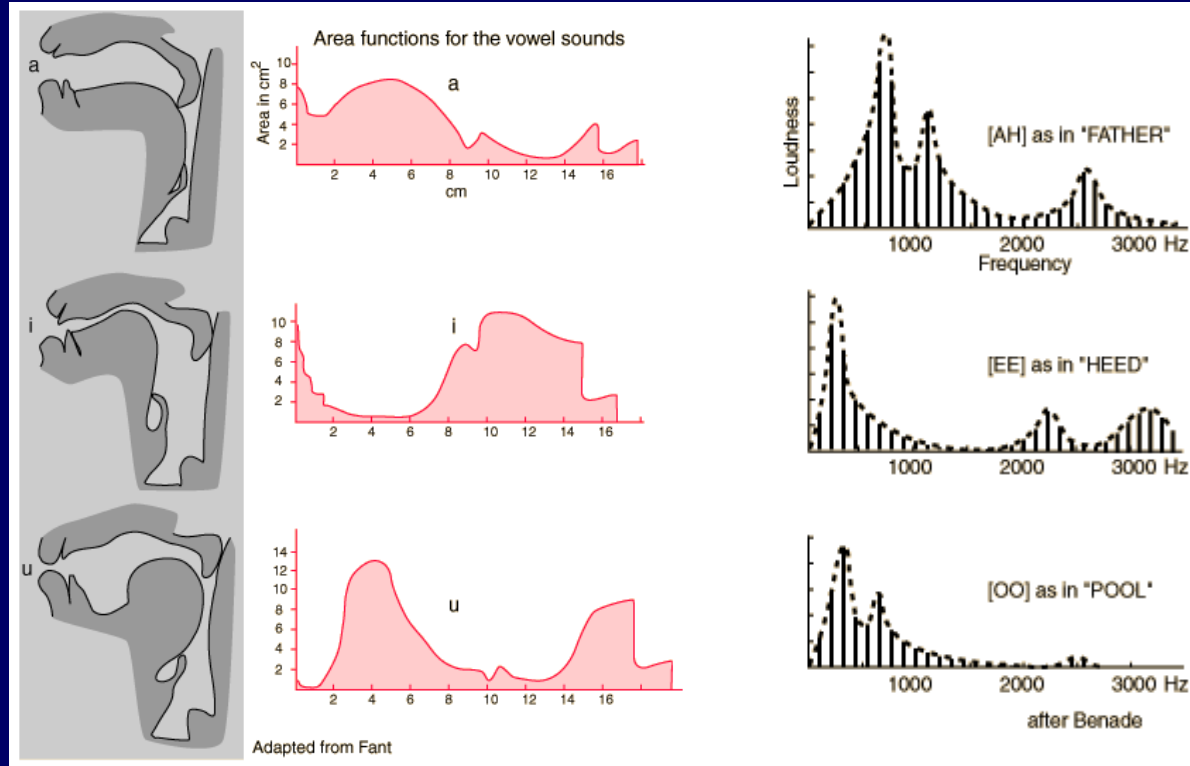 Area functions for the vowel sounds
a
Area in cm²
10
8
6
4
2
a
2 4 6 8 10 12 14 16
cm
Loudness
[AH] as in "FATHER"
1000 2000 3000 Hz
Frequency
i
10
8
6
4
2
i
2 4 6 8 10 12 14 16
[EE] as in "HEED"
1000 2000 3000 Hz
u
14
12
10
8
6
4
2
u
2 4 6 8 10 12 14 16
[OO] as in "POOL"
1000 2000 3000 Hz
after Benade
Adapted from Fant